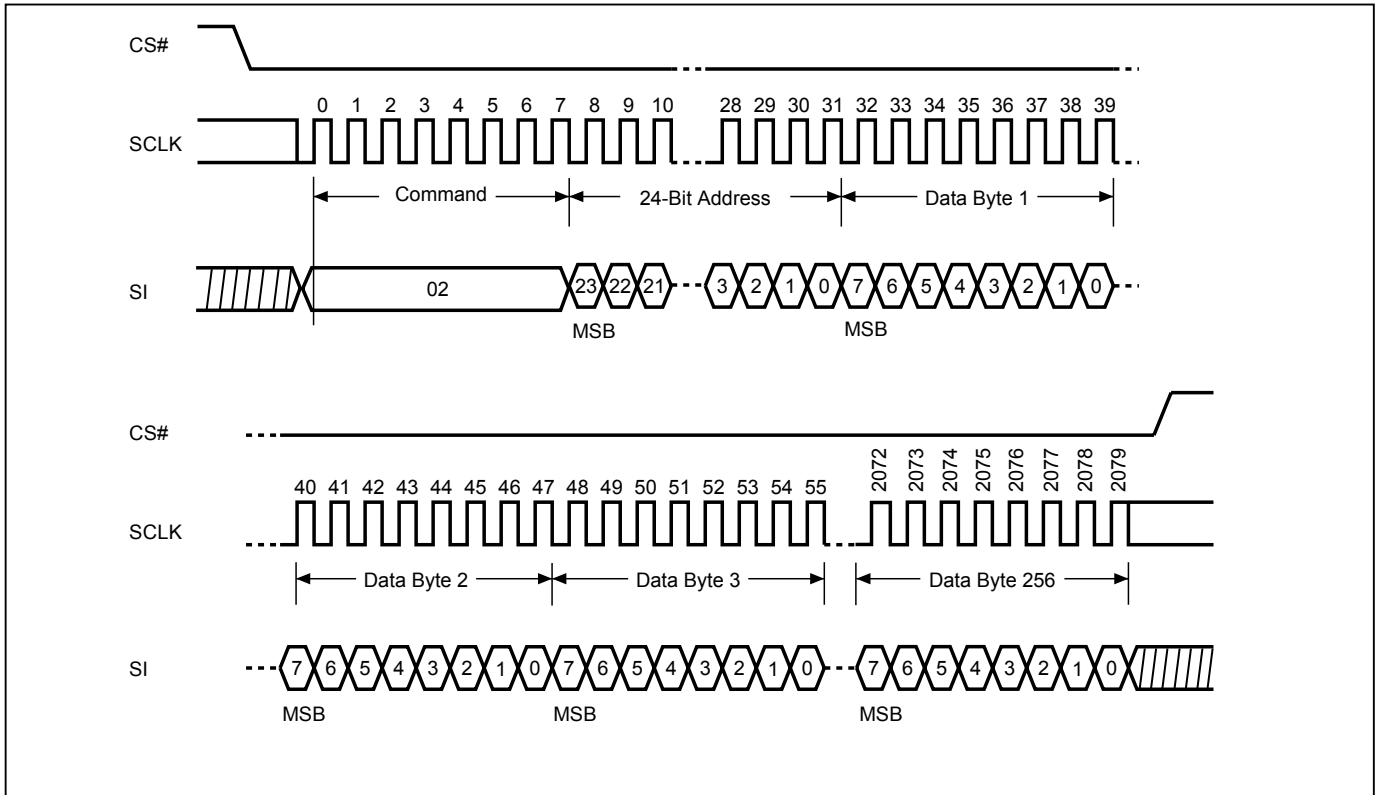 CS#
0 1 2 3 4 5 6 7 8 9 10 28 29 30 31 32 33 34 35 36 37 38 39
SCLK
Command 24-Bit Address Data Byte 1
SI 02 23 22 21 3 2 1 0 7 6 5 4 3 2 1 0
MSB MSB
CS#
2072 2073 2074 2075 2076 2077 2078 2079
40 41 42 43 44 45 46 47 48 49 50 51 52 53 54 55
SCLK
Data Byte 2 Data Byte 3 Data Byte 256
SI 7 6 5 4 3 2 1 0 7 6 5 4 3 2 1 0 7 6 5 4 3 2 1 0
MSB MSB MSB